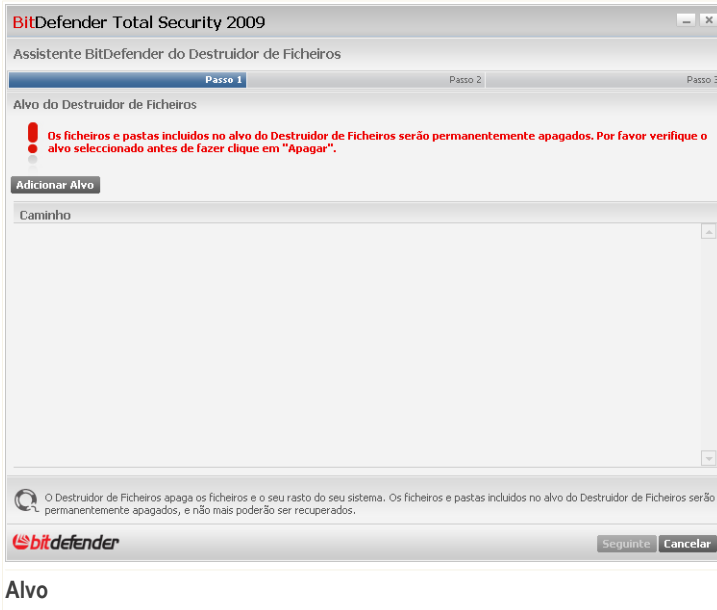 BitDefender Total Security 2009
Assistente BitDefender do Destruidor de Ficheiros
Passo 1 Passo 2 Passo 3
Alvo do Destruidor de Ficheiros
Os ficheiros e pastas incluidos no alvo do Destruidor de Ficheiros serão permanentemente apagados. Por favor verifique o
alvo seleccionado antes de fazer clique em "Apagar".
Adicionar Alvo
Caminho
O Destruidor de Ficheiros apaga os ficheiros e o seu rasto do seu sistema. Os ficheiros e pastas incluidos no alvo do Destruidor de Ficheiros serão
permanentemente apagados, e não mais poderão ser recuperados.
bitdefender
Seguinte Cancelar
Alvo